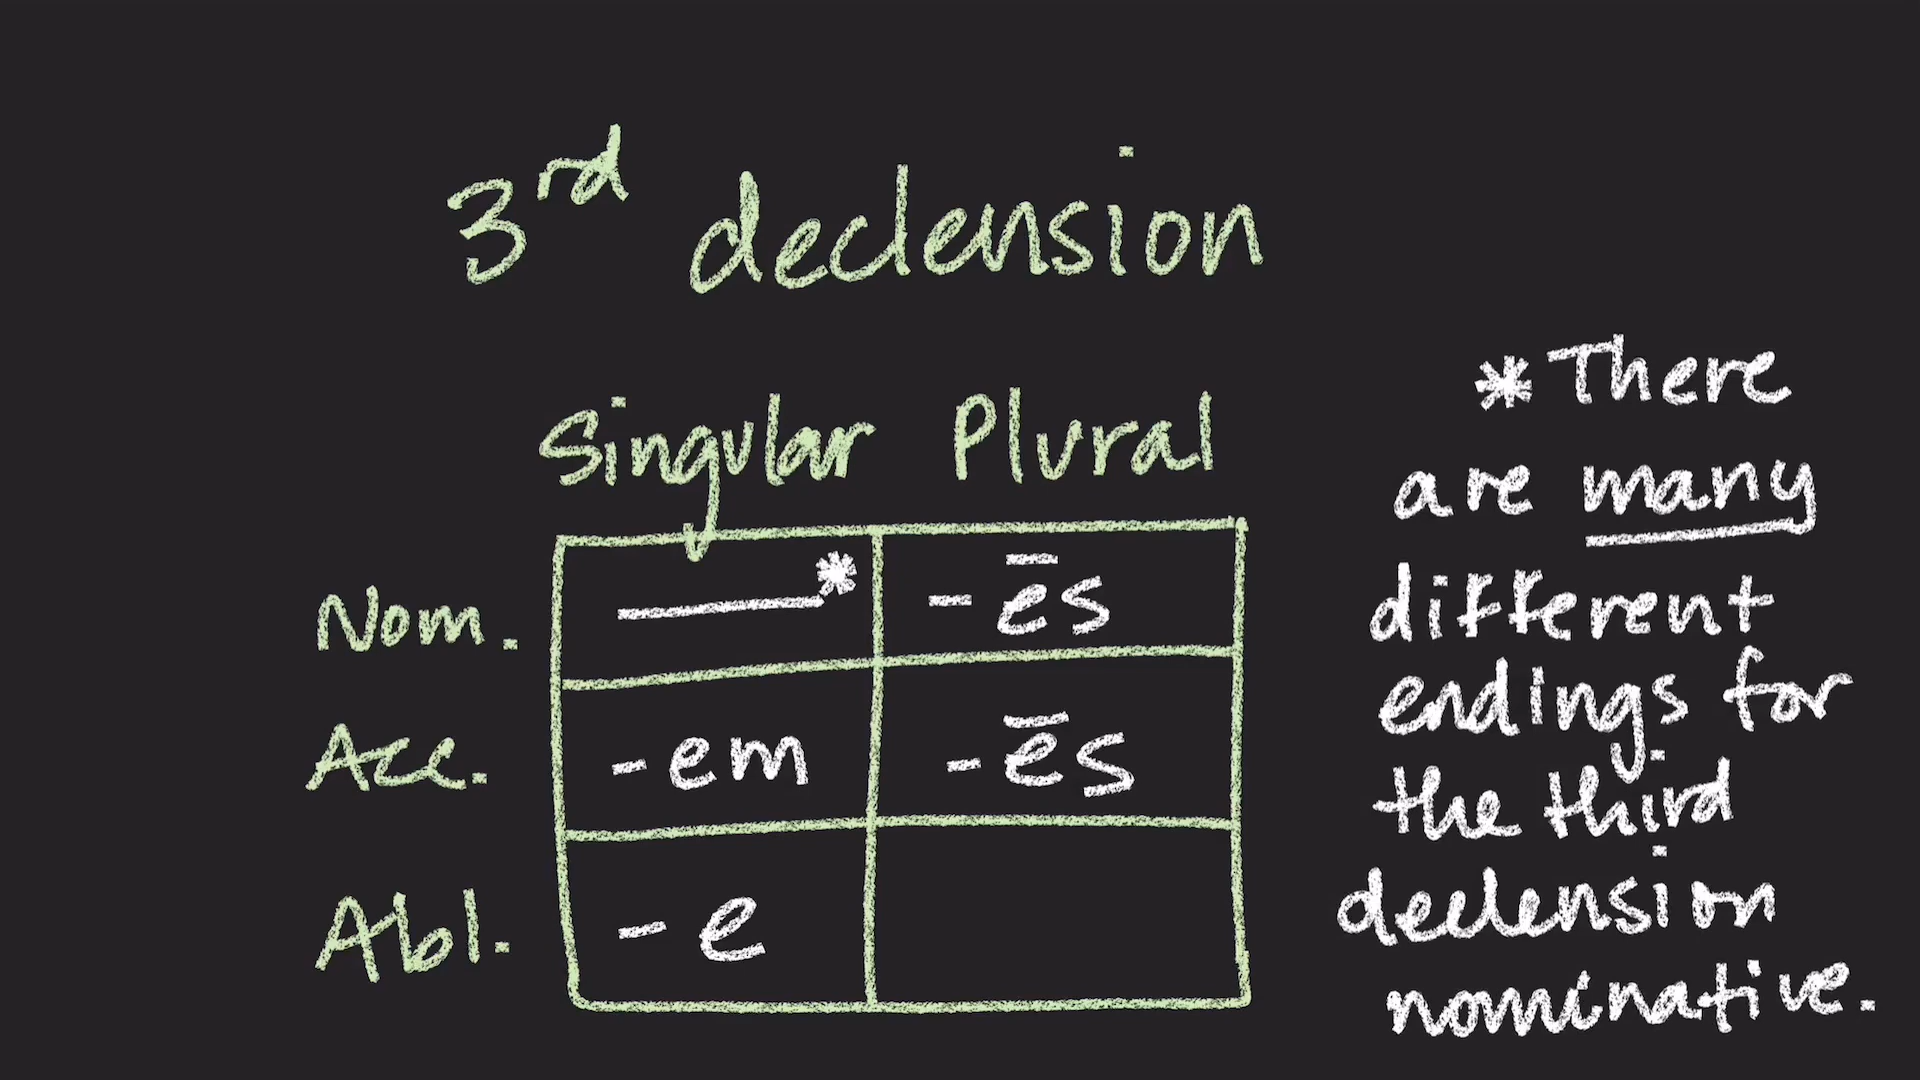 3rd declension
Singular Plural
Nom. —* -ēs
Acc. -em -ēs
Abl. -e
*There
are many
different
endings for
the third
declension
nominative.